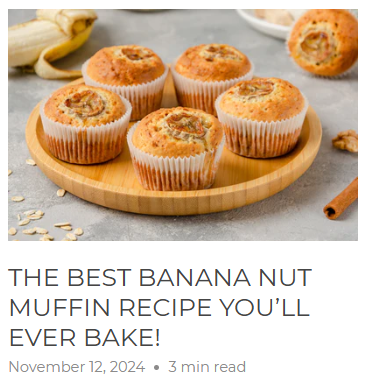 THE BEST BANANA NUT
MUFFIN RECIPE YOU’LL
EVER BAKE!
November 12, 2024 • 3 min read